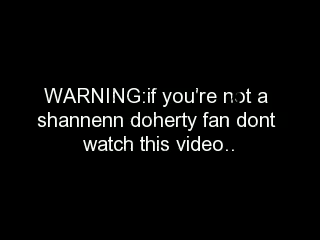 WARNING:if you're not a
shannenn doherty fan dont
watch this video..